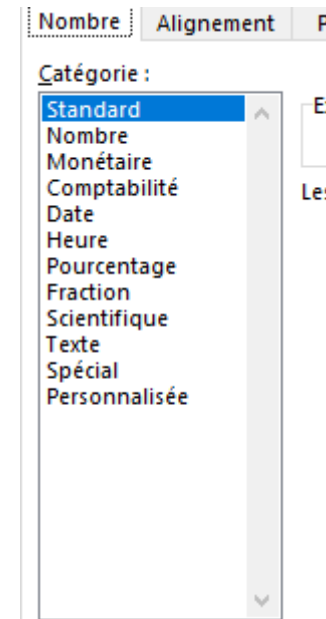 Nombre Alignement
Catégorie :
Standard
Nombre
Monétaire
Comptabilité
Date
Heure
Pourcentage
Fraction
Scientifique
Texte
Spécial
Personnalisée